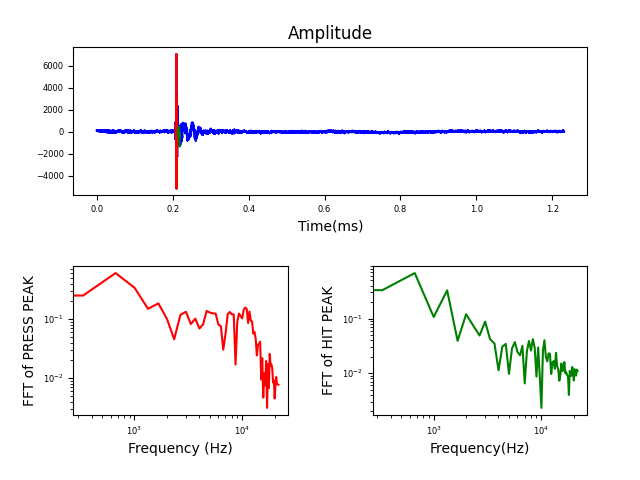 Amplitude
6000
4000
2000
0
−2000
−4000
0.0 0.2 0.4 0.6 0.8 1.0 1.2
Time(ms)
FFT of PRESS PEAK
10⁻¹
10⁻²
10³ 10⁴
Frequency (Hz)
FFT of HIT PEAK
10⁻¹
10⁻²
10³ 10⁴
Frequency(Hz)